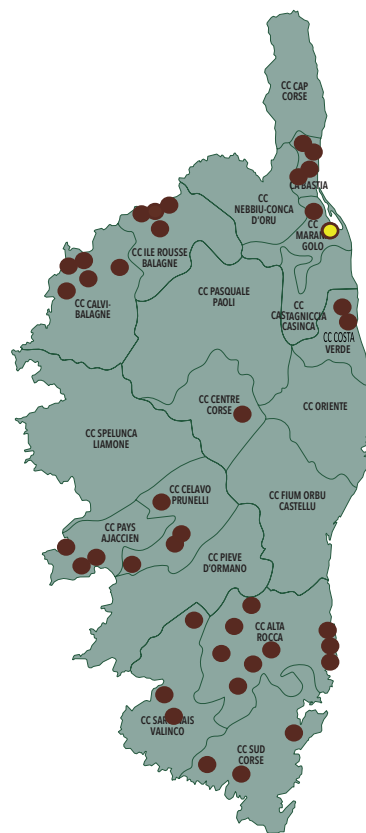 CC CAP
CORSE
CA BASTIA
CC
NEBBIU-CONCA
D'ORU
CC
MARANA
GOLO
CC ILE ROUSSE
BALAGNE
CC CALVI-
BALAGNE
CC PASQUALE
PAOLI
CC
CASTAGNICCIA
CASINCA
CC COSTA
VERDE
CC CENTRE
CORSE
CC ORIENTE
CC SPELUNCA
LIAMONE
CC CELAVO
PRUNELLI
CC FIUM ORBU
CASTELLU
CC PAYS
AJACCIEN
CC PIEVE
D'ORNANO
CC ALTA
ROCCA
CC SARTENAIS
VALINCO
CC SUD
CORSE